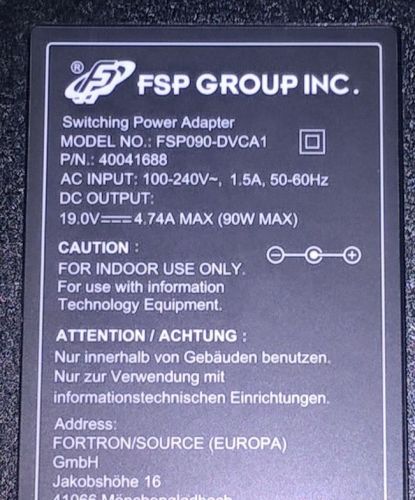 ® FSP GROUP INC.
Switching Power Adapter
MODEL NO.: FSP090-DVCA1
P/N.: 40041688
AC INPUT: 100-240V~, 1.5A, 50-60Hz
DC OUTPUT:
19.0V⎓4.74A MAX (90W MAX)
CAUTION :
FOR INDOOR USE ONLY.
For use with information
Technology Equipment.
ATTENTION / ACHTUNG :
Nur innerhalb von Gebäuden benutzen.
Nur zur Verwendung mit
informationstechnischen Einrichtungen.
Address:
FORTRON/SOURCE (EUROPA)
GmbH
Jakobshöhe 16
41066 Mönchengladbach